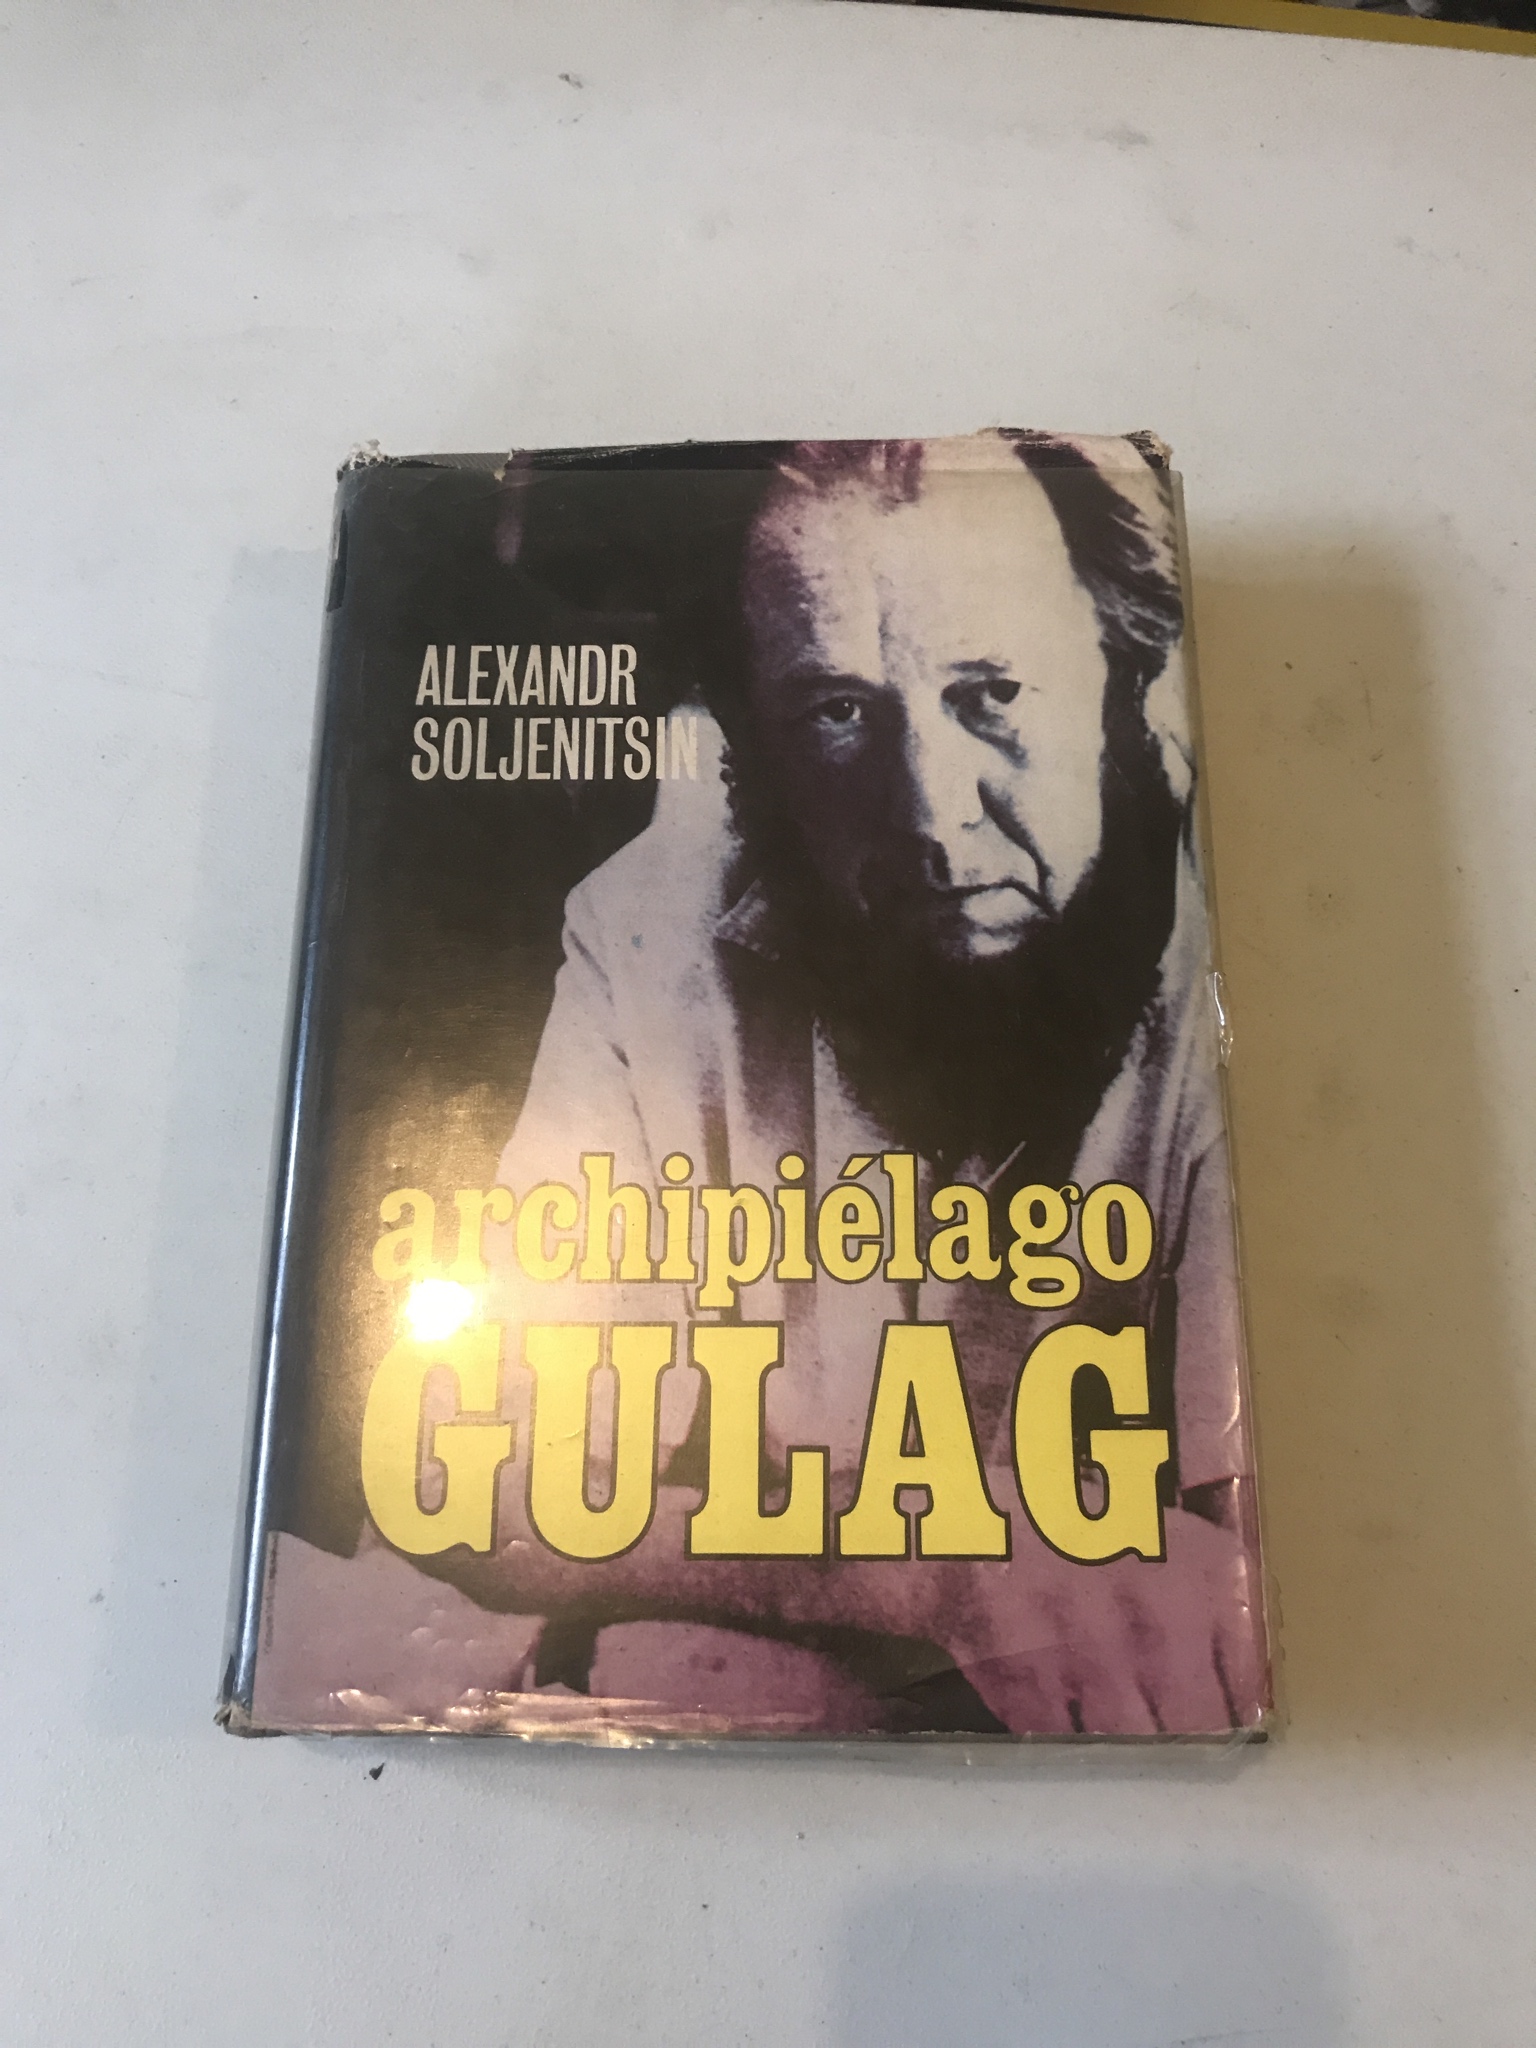 ALEXANDR
SOLJENITSIN
archipiélago
GULAG